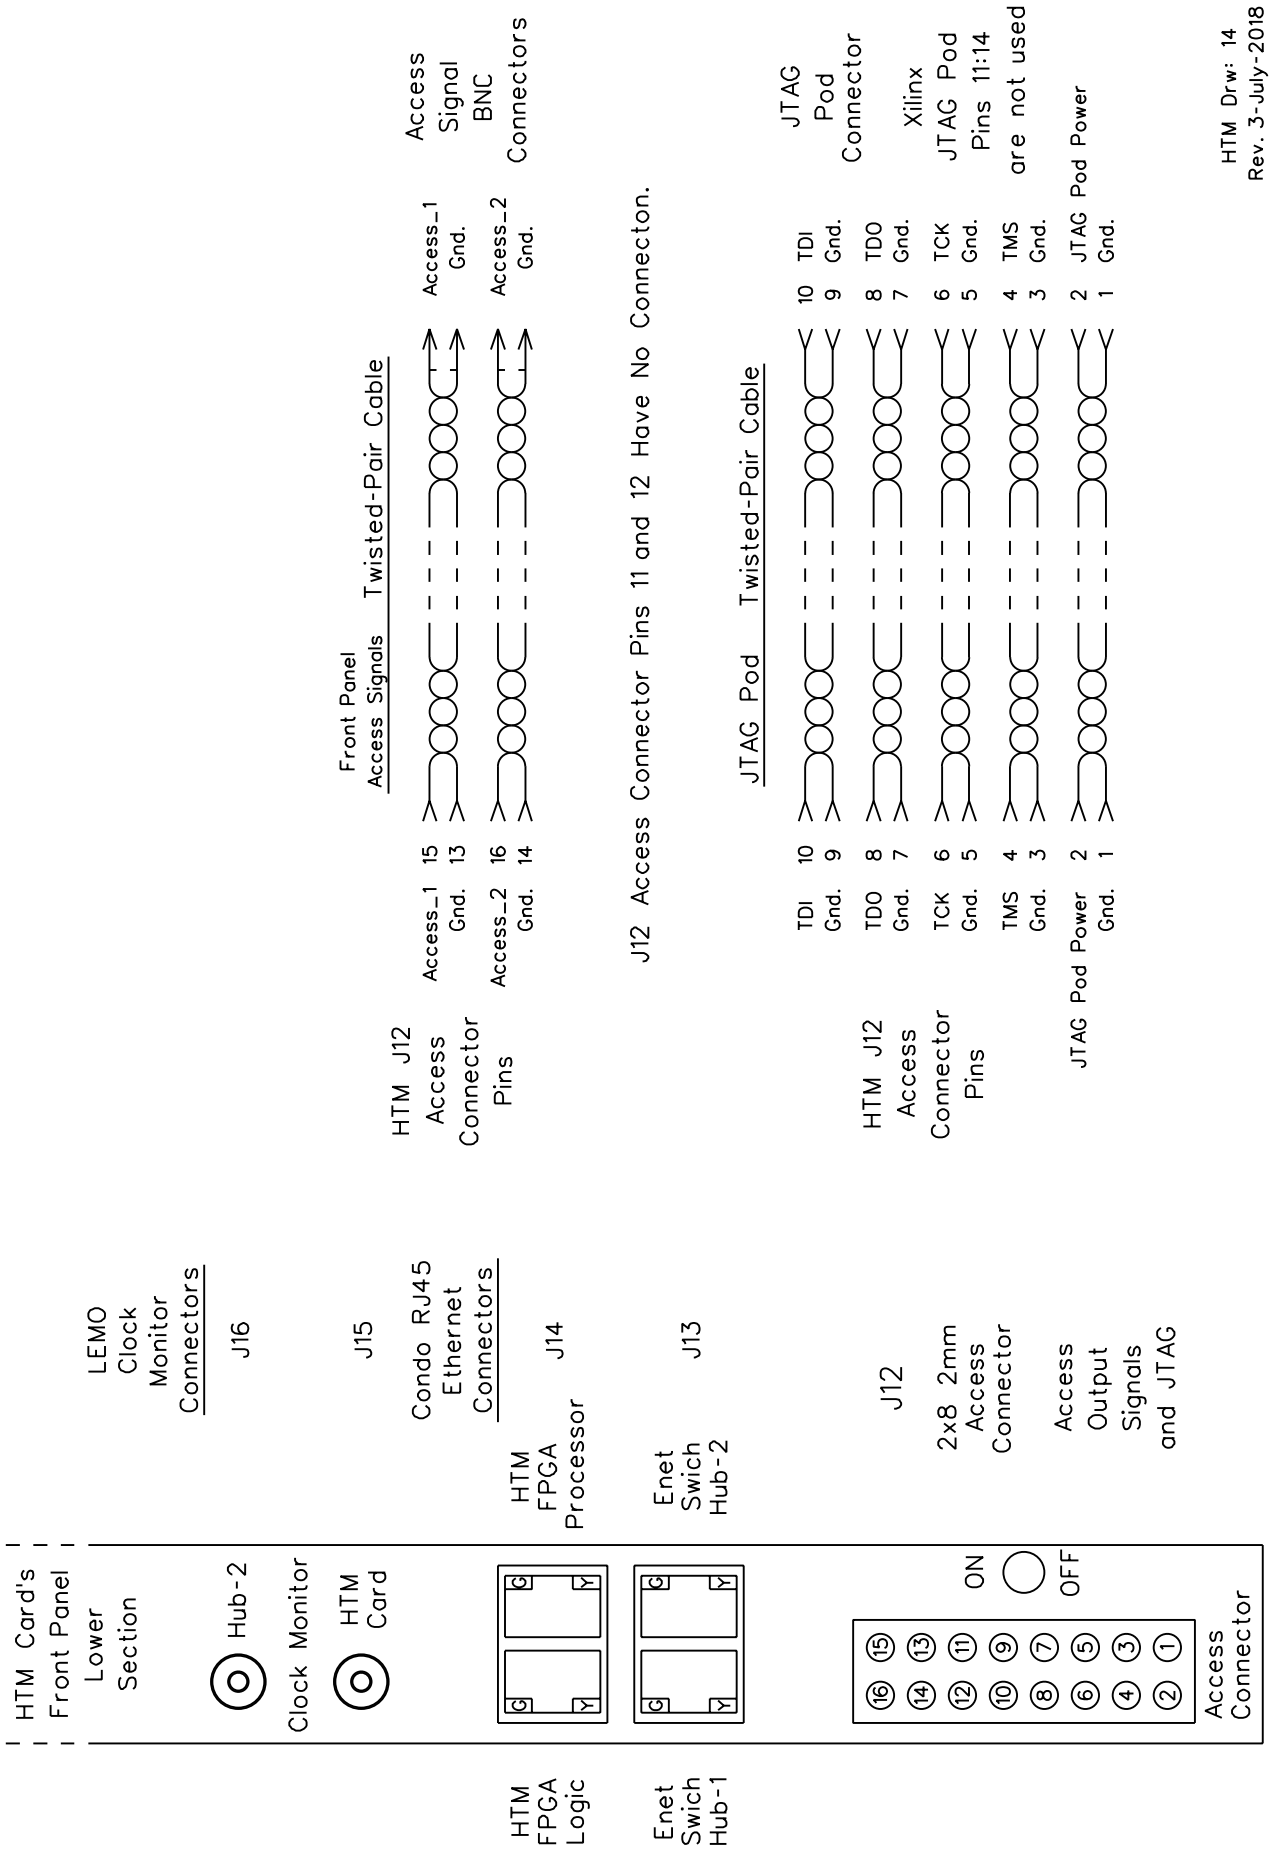 HTM Card's
Front Panel
Lower
Section
Hub-2
Clock Monitor
HTM
Card
HTM
FPGA
Logic
G
Y
G
Y
HTM
FPGA
Processor
Enet
Swich
Hub-1
G
Y
G
Y
Enet
Swich
Hub-2
16 15
14 13
12 11
10 9
8 7
6 5
4 3
2 1
ON
OFF
Access
Connector
LEMO
Clock
Monitor
Connectors
J16
J15
Condo RJ45
Ethernet
Connectors
J14
J13
J12
2x8 2mm
Access
Connector
Access
Output
Signals
and JTAG
Front Panel
Access Signals
Twisted-Pair Cable
HTM J12
Access
Connector
Pins
Access_1 15
Gnd. 13
Access_2 16
Gnd. 14
Access_1
Gnd.
Access_2
Gnd.
Access
Signal
BNC
Connectors
J12 Access Connector Pins 11 and 12 Have No Connecton.
JTAG Pod Twisted-Pair Cable
HTM J12
Access
Connector
Pins
TDI 10
Gnd. 9
TDO 8
Gnd. 7
TCK 6
Gnd. 5
TMS 4
Gnd. 3
JTAG Pod Power 2
Gnd. 1
10 TDI
9 Gnd.
8 TDO
7 Gnd.
6 TCK
5 Gnd.
4 TMS
3 Gnd.
2 JTAG Pod Power
1 Gnd.
JTAG
Pod
Connector
Xilinx
JTAG Pod
Pins 11:14
are not used
HTM Drw: 14
Rev. 3-July-2018